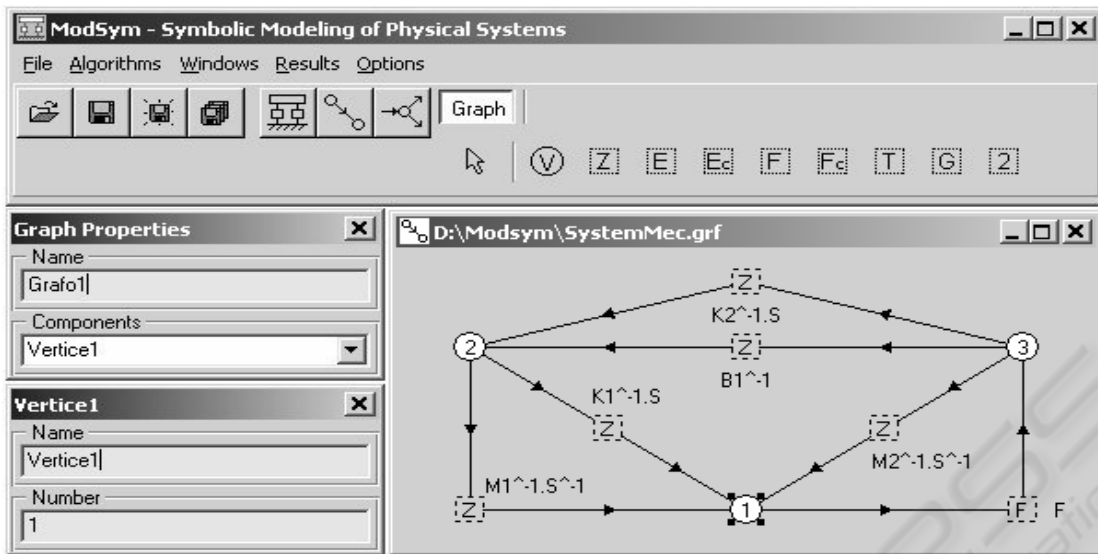 ModSym - Symbolic Modeling of Physical Systems
File Algorithms Windows Results Options
Graph
V Z E Ec F Fc T G 2
Graph Properties
Name
Grafo1
Components
Vertice1
Vertice1
Name
Vertice1
Number
1
D:\Modsym\SystemMec.grf
Z
K2^-1.S
2 Z 3
B1^-1
K1^-1.S
Z Z
M2^-1.S^-1
M1^-1.S^-1
Z 1 F F